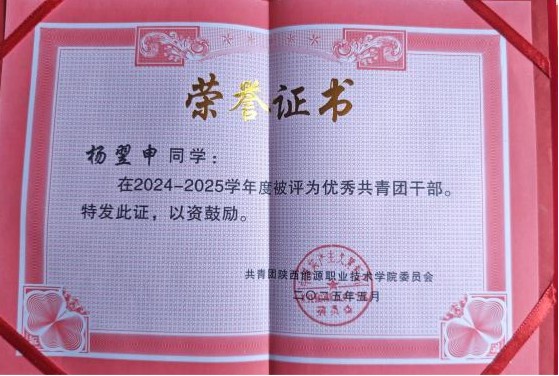 荣誉证书
杨翌申同学：
在2024-2025学年度被评为优秀共青团干部。
特发此证，以资鼓励。
共青团陕西能源职业技术学院委员会
二〇二五年五月